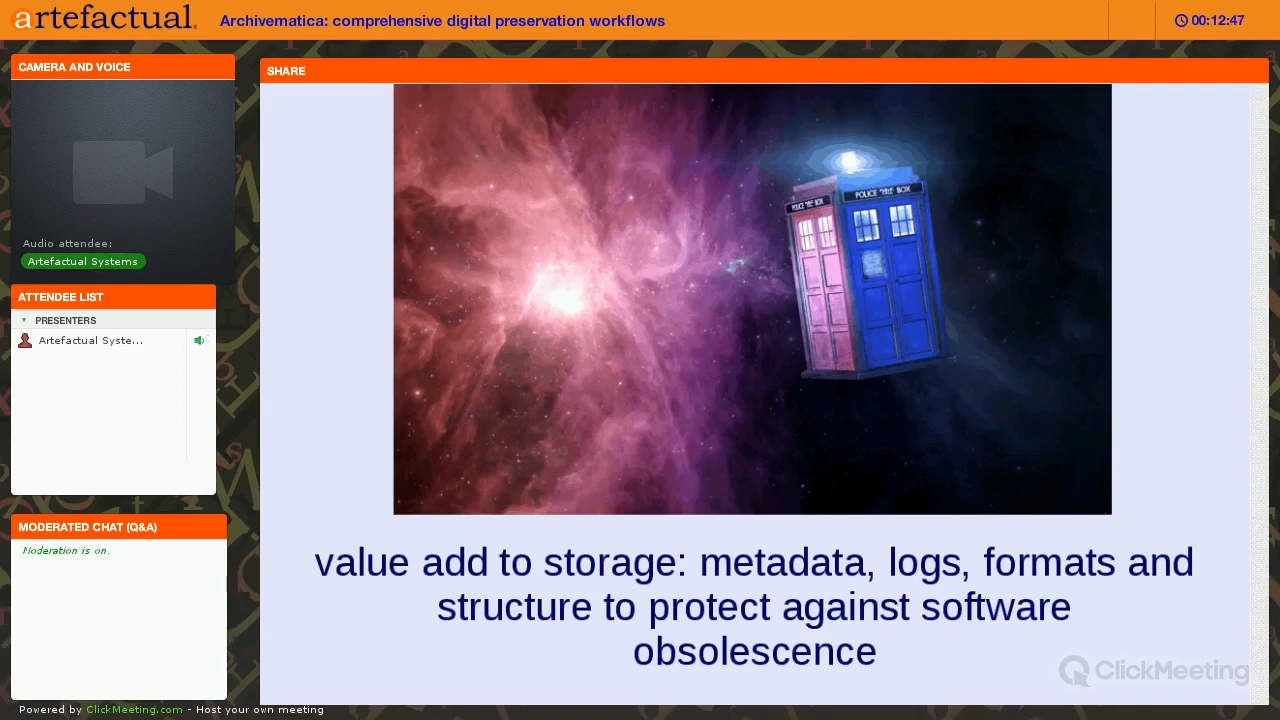 artefactual
Archivematica: comprehensive digital preservation workflows
00:12:47
CAMERA AND VOICE
Audio attendee:
Artefactual Systems
ATTENDEE LIST
PRESENTERS
Artefactual Syste...
MODERATED CHAT (Q&A)
Moderation is on.
SHARE
POLICE BOX
POLICE BOX
value add to storage: metadata, logs, formats and
structure to protect against software
obsolescence
ClickMeeting
Powered by ClickMeeting.com - Host your own meeting